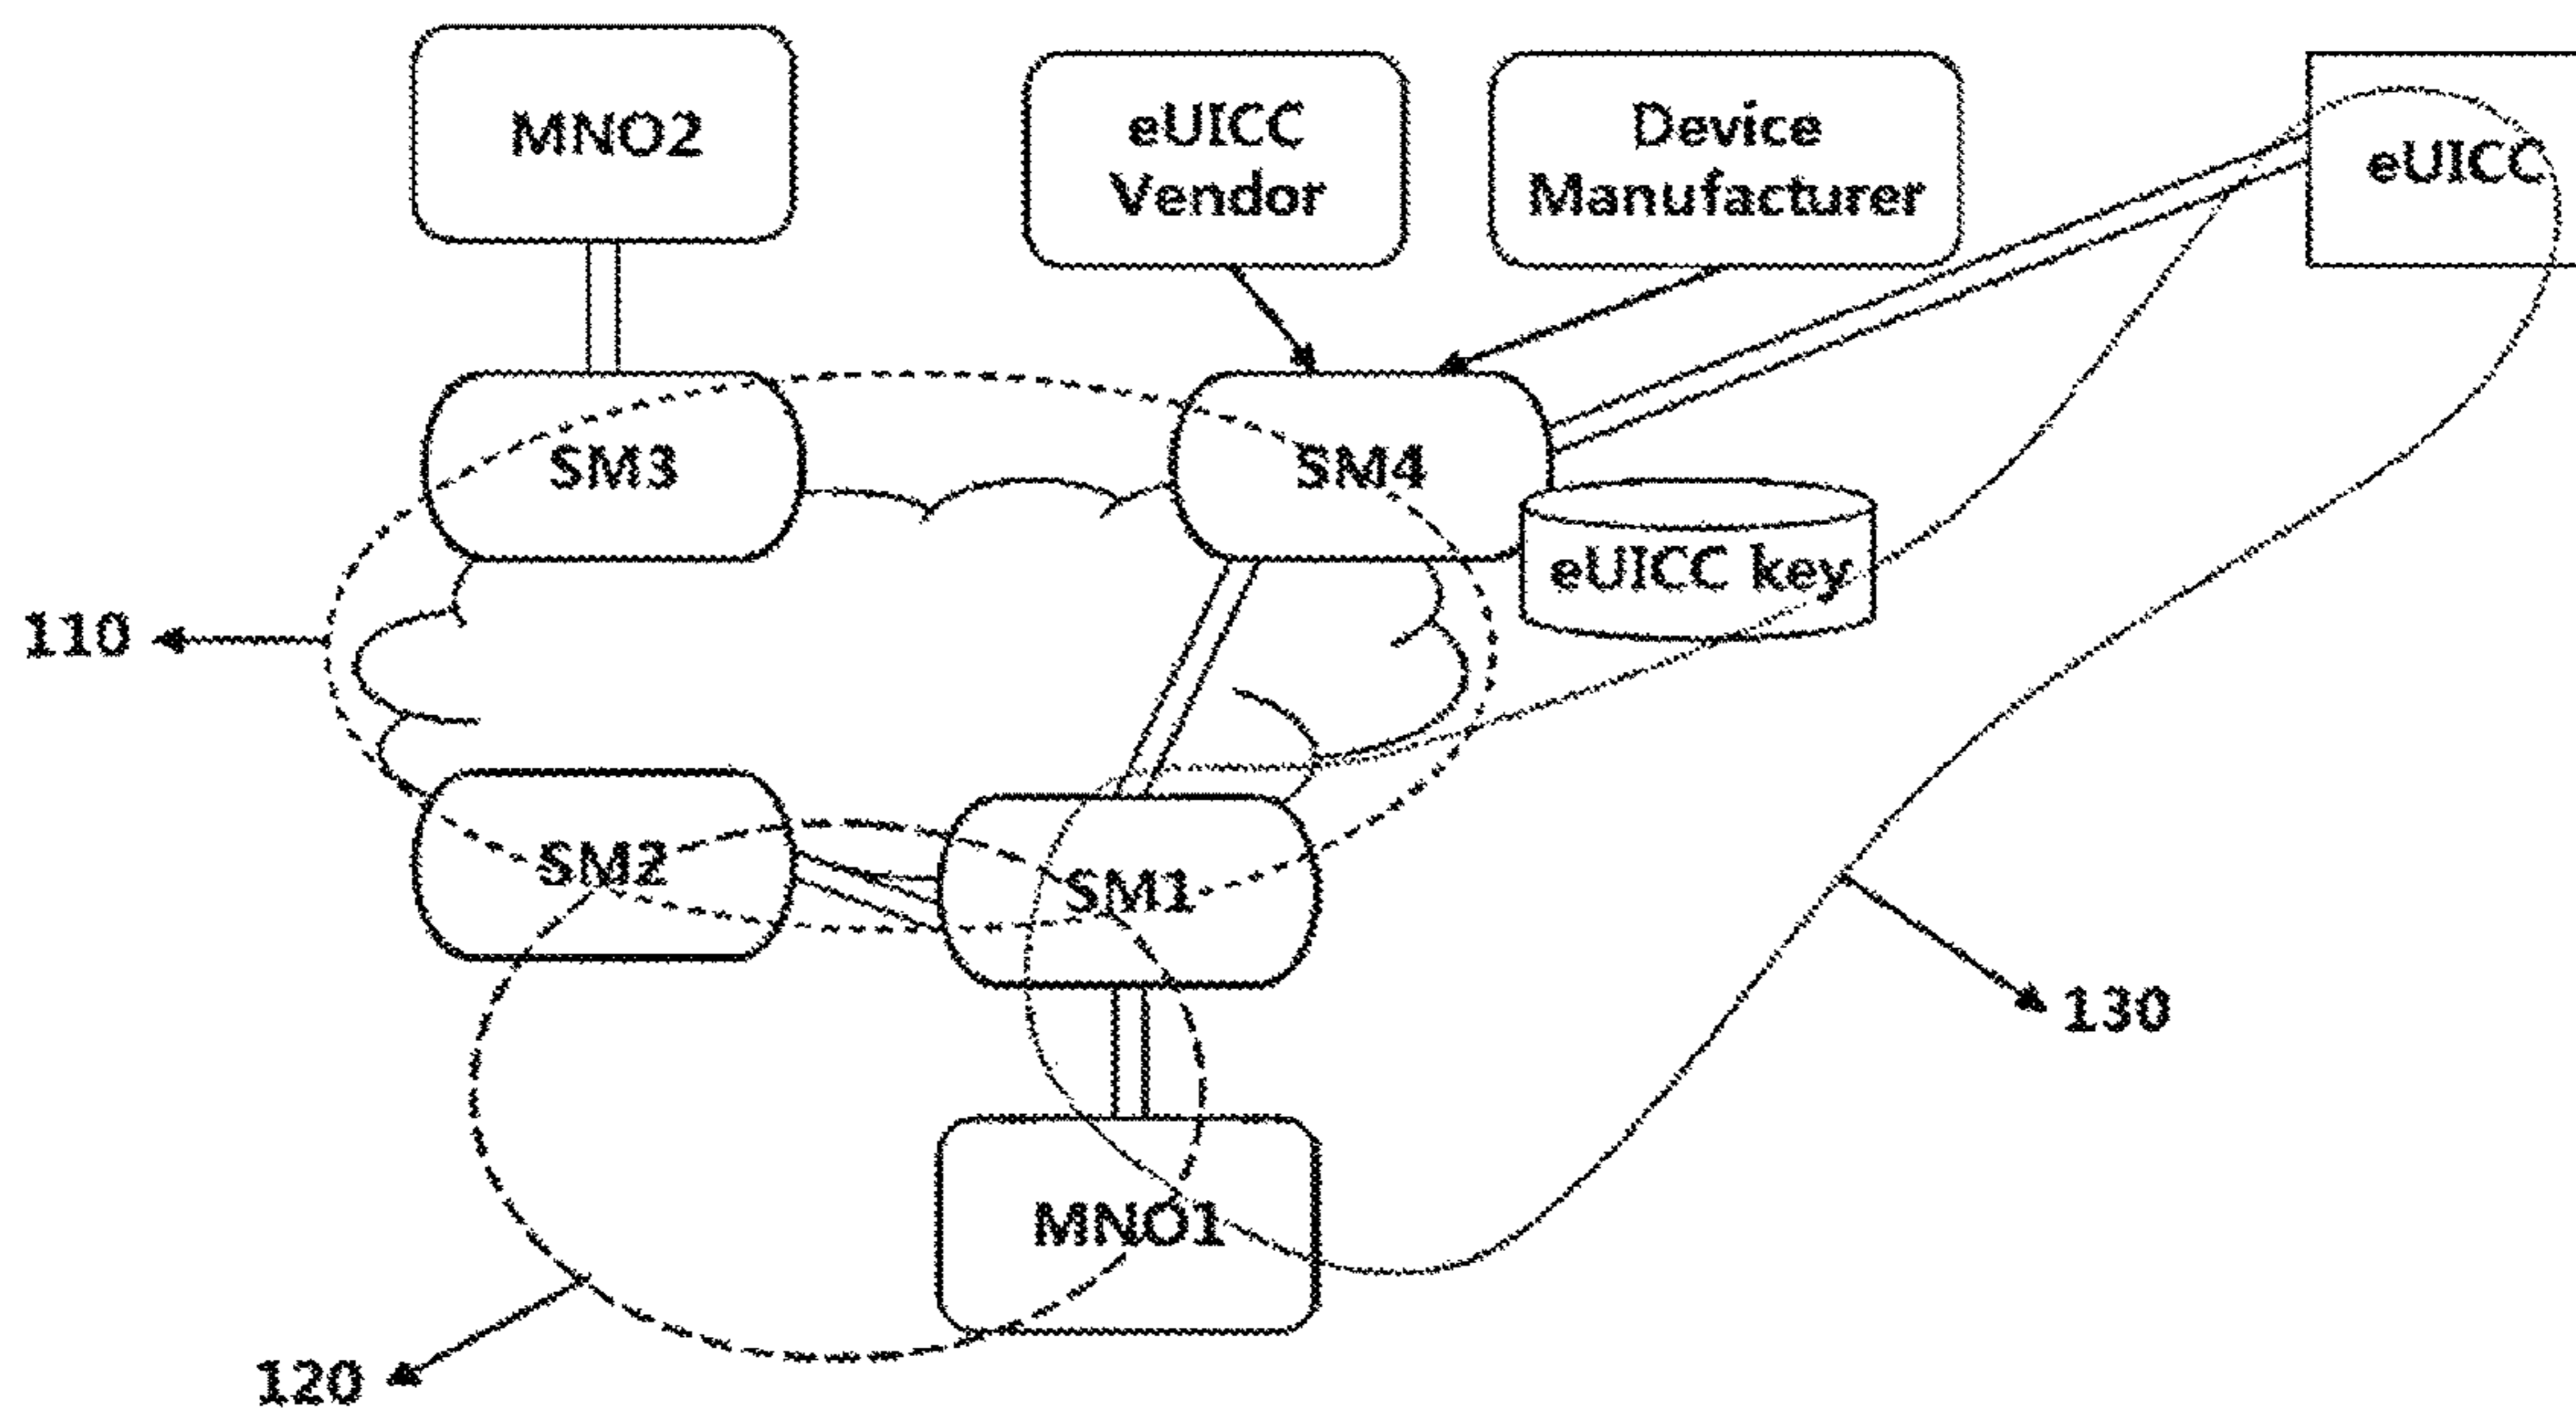 MNO2
eUICC
Vendor
Device
Manufacturer
eUICC
SM3
SM4
eUICC key
110
SM2
SM1
130
MNO1
120